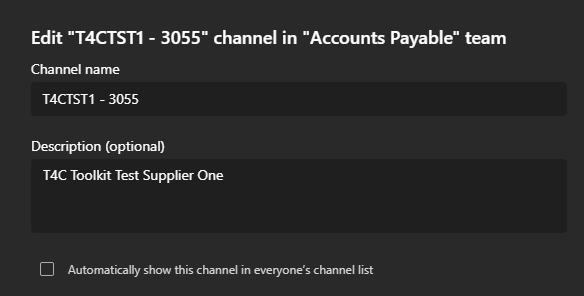 Edit "T4CTST1 - 3055" channel in "Accounts Payable" team
Channel name
T4CTST1 - 3055
Description (optional)
T4C Toolkit Test Supplier One
Automatically show this channel in everyone's channel list